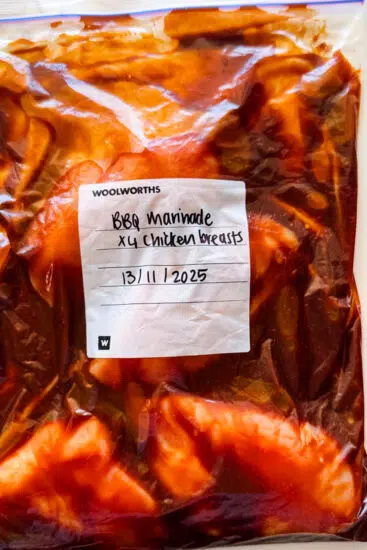 WOOLWORTHS
BBQ Marinade
x4 chicken breasts
13/11/2025
W